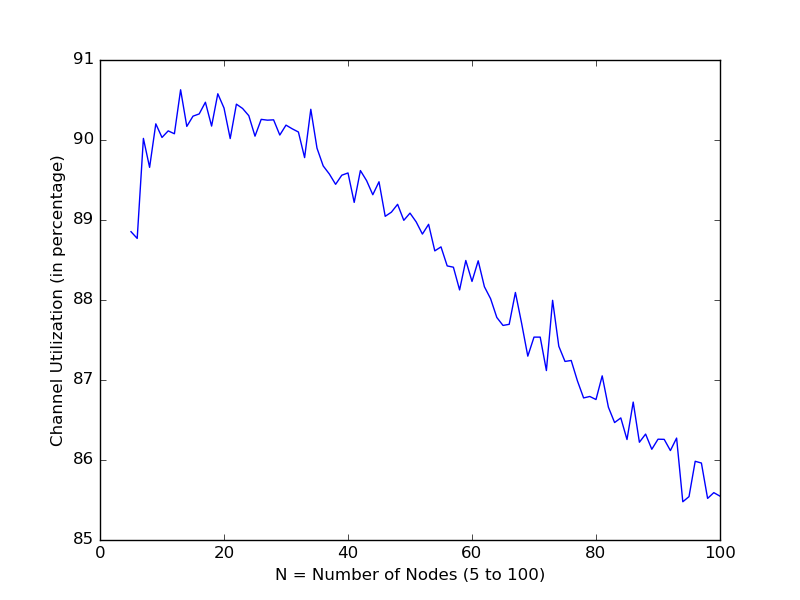 91
90
89
88
87
86
85
0 20 40 60 80 100
Channel Utilization (in percentage)
N = Number of Nodes (5 to 100)